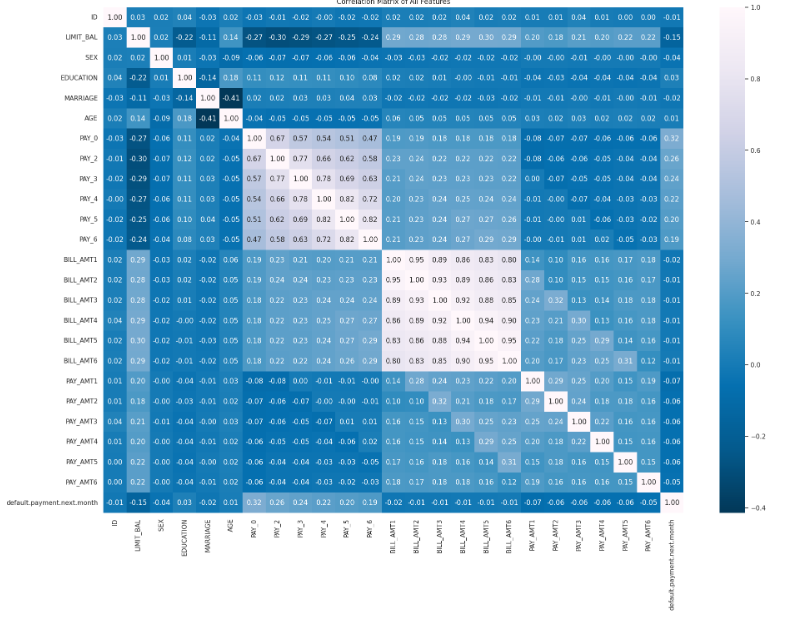 Correlation Matrix of All Features
ID 1.00 0.03 0.02 0.04 -0.03 0.02 -0.03 -0.01 -0.02 -0.00 -0.02 -0.02 0.02 0.02 0.02 0.04 0.02 0.02 0.01 0.01 0.04 0.01 0.00 0.00 -0.01
LIMIT_BAL 0.03 1.00 0.02 -0.22 -0.11 0.14 -0.27 -0.30 -0.29 -0.27 -0.25 -0.24 0.29 0.28 0.28 0.29 0.30 0.29 0.20 0.18 0.21 0.20 0.22 0.22 -0.15
SEX 0.02 0.02 1.00 0.01 -0.03 -0.09 -0.06 -0.07 -0.07 -0.06 -0.06 -0.04 -0.03 -0.03 -0.02 -0.02 -0.02 -0.02 -0.00 -0.00 -0.01 -0.00 -0.00 -0.00 -0.04
EDUCATION 0.04 -0.22 0.01 1.00 -0.14 0.18 0.11 0.12 0.11 0.11 0.10 0.08 0.02 0.02 0.01 -0.00 -0.01 -0.01 -0.04 -0.03 -0.04 -0.04 -0.04 -0.04 0.03
MARRIAGE -0.03 -0.11 -0.03 -0.14 1.00 -0.41 0.02 0.02 0.03 0.03 0.04 0.03 -0.02 -0.02 -0.02 -0.02 -0.03 -0.02 -0.01 -0.01 -0.00 -0.01 -0.00 -0.01 -0.02
AGE 0.02 0.14 -0.09 0.18 -0.41 1.00 -0.04 -0.05 -0.05 -0.05 -0.05 -0.05 0.06 0.05 0.05 0.05 0.05 0.05 0.03 0.02 0.03 0.02 0.02 0.02 0.01
PAY_0 -0.03 -0.27 -0.06 0.11 0.02 -0.04 1.00 0.67 0.57 0.54 0.51 0.47 0.19 0.19 0.18 0.18 0.18 0.18 -0.08 -0.07 -0.07 -0.06 -0.06 -0.06 0.32
PAY_2 -0.01 -0.30 -0.07 0.12 0.02 -0.05 0.67 1.00 0.77 0.66 0.62 0.58 0.23 0.24 0.22 0.22 0.22 0.22 -0.08 -0.06 -0.06 -0.05 -0.04 -0.04 0.26
PAY_3 -0.02 -0.29 -0.07 0.11 0.03 -0.05 0.57 0.77 1.00 0.78 0.69 0.63 0.21 0.24 0.23 0.23 0.23 0.22 0.00 -0.07 -0.05 -0.05 -0.04 -0.04 0.24
PAY_4 -0.00 -0.27 -0.06 0.11 0.03 -0.05 0.54 0.66 0.78 1.00 0.82 0.72 0.20 0.23 0.24 0.25 0.24 0.24 -0.01 -0.00 -0.07 -0.04 -0.03 -0.03 0.22
PAY_5 -0.02 -0.25 -0.06 0.10 0.04 -0.05 0.51 0.62 0.69 0.82 1.00 0.82 0.21 0.23 0.24 0.27 0.27 0.26 -0.01 -0.00 0.01 -0.06 -0.03 -0.02 0.20
PAY_6 -0.02 -0.24 -0.04 0.08 0.03 -0.05 0.47 0.58 0.63 0.72 0.82 1.00 0.21 0.23 0.24 0.27 0.29 0.29 -0.00 -0.01 0.01 0.02 -0.05 -0.03 0.19
BILL_AMT1 0.02 0.29 -0.03 0.02 -0.02 0.06 0.19 0.23 0.21 0.20 0.21 0.21 1.00 0.95 0.89 0.86 0.83 0.80 0.14 0.10 0.16 0.16 0.17 0.18 -0.02
BILL_AMT2 0.02 0.28 -0.03 0.02 -0.02 0.05 0.19 0.24 0.24 0.23 0.23 0.23 0.95 1.00 0.93 0.89 0.86 0.83 0.28 0.10 0.15 0.15 0.16 0.17 -0.01
BILL_AMT3 0.02 0.28 -0.02 0.01 -0.02 0.05 0.18 0.22 0.23 0.24 0.24 0.24 0.89 0.93 1.00 0.92 0.88 0.85 0.24 0.32 0.13 0.14 0.18 0.18 -0.01
BILL_AMT4 0.04 0.29 -0.02 -0.00 -0.02 0.05 0.18 0.22 0.23 0.25 0.27 0.27 0.86 0.89 0.92 1.00 0.94 0.90 0.23 0.21 0.30 0.13 0.16 0.18 -0.01
BILL_AMT5 0.02 0.30 -0.02 -0.01 -0.02 0.05 0.18 0.22 0.23 0.24 0.27 0.29 0.83 0.86 0.88 0.94 1.00 0.95 0.22 0.18 0.25 0.29 0.14 0.16 -0.01
BILL_AMT6 0.02 0.29 -0.02 -0.01 -0.02 0.05 0.18 0.22 0.22 0.24 0.26 0.29 0.80 0.83 0.85 0.90 0.95 1.00 0.20 0.17 0.23 0.25 0.31 0.12 -0.01
PAY_AMT1 0.01 0.20 -0.00 -0.04 -0.01 0.03 -0.08 -0.08 0.00 -0.01 -0.01 -0.00 0.14 0.28 0.24 0.23 0.22 0.20 1.00 0.29 0.25 0.20 0.15 0.19 -0.07
PAY_AMT2 0.01 0.18 -0.00 -0.03 -0.01 0.02 -0.07 -0.06 -0.07 -0.00 -0.00 -0.01 0.10 0.10 0.32 0.21 0.18 0.17 0.29 1.00 0.24 0.18 0.18 0.16 -0.06
PAY_AMT3 0.04 0.21 -0.01 -0.04 -0.00 0.03 -0.07 -0.06 -0.05 -0.07 0.01 0.01 0.16 0.15 0.13 0.30 0.25 0.23 0.25 0.24 1.00 0.22 0.16 0.16 -0.06
PAY_AMT4 0.01 0.20 -0.00 -0.04 -0.01 0.02 -0.06 -0.05 -0.05 -0.04 -0.06 0.02 0.16 0.15 0.14 0.13 0.29 0.25 0.20 0.18 0.22 1.00 0.15 0.16 -0.06
PAY_AMT5 0.00 0.22 -0.00 -0.04 -0.00 0.02 -0.06 -0.04 -0.04 -0.03 -0.03 -0.05 0.17 0.16 0.18 0.16 0.14 0.31 0.15 0.18 0.16 0.15 1.00 0.15 -0.06
PAY_AMT6 0.00 0.22 -0.00 -0.04 -0.01 0.02 -0.06 -0.04 -0.04 -0.03 -0.02 -0.03 0.18 0.17 0.18 0.18 0.16 0.12 0.19 0.16 0.16 0.16 0.15 1.00 -0.05
default.payment.next.month -0.01 -0.15 -0.04 0.03 -0.02 0.01 0.32 0.26 0.24 0.22 0.20 0.19 -0.02 -0.01 -0.01 -0.01 -0.01 -0.01 -0.07 -0.06 -0.06 -0.06 -0.06 -0.05 1.00
ID LIMIT_BAL SEX EDUCATION MARRIAGE AGE PAY_0 PAY_2 PAY_3 PAY_4 PAY_5 PAY_6 BILL_AMT1 BILL_AMT2 BILL_AMT3 BILL_AMT4 BILL_AMT5 BILL_AMT6 PAY_AMT1 PAY_AMT2 PAY_AMT3 PAY_AMT4 PAY_AMT5 PAY_AMT6 default.payment.next.month
1.0
0.8
0.6
0.4
0.2
0.0
−0.2
−0.4